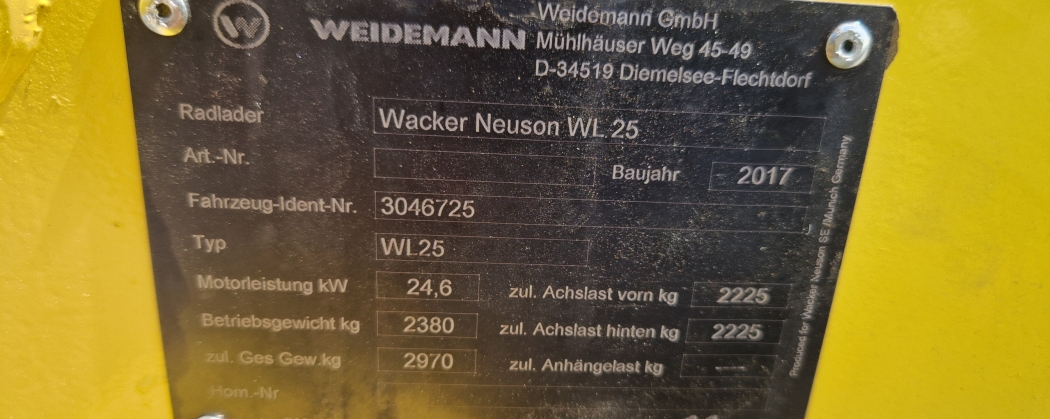 WEIDEMANN
Weidemann GmbH
Mühlhäuser Weg 45-49
D-34519 Diemelsee-Flechtdorf
Radlader Wacker Neuson WL 25
Art.-Nr. Baujahr 2017
Fahrzeug-Ident-Nr. 3046725
Typ WL25
Motorleistung kW 24,6 zul. Achslast vorn kg 2225
Betriebsgewicht kg 2380 zul. Achslast hinten kg 2225
zul. Ges Gew.kg 2970 zul. Anhängelast kg ---
Hom.-Nr
Produced for Wacker Neuson SE /Munich Germany